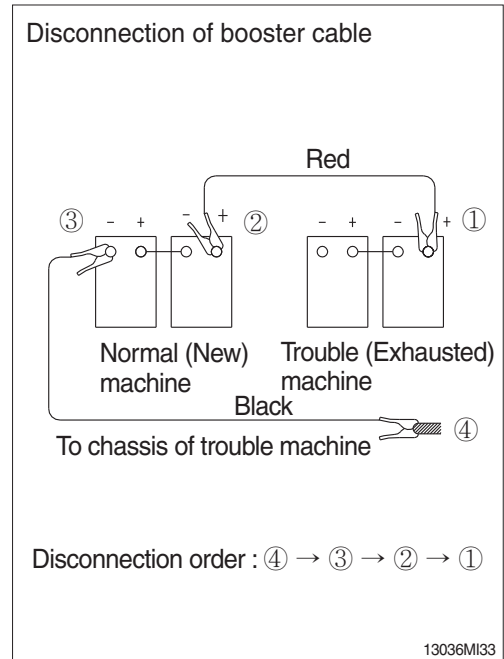 Disconnection of booster cable
Red
③ - + - + ② - + - + ①
Normal (New)
machine
Trouble (Exhausted)
machine
Black
To chassis of trouble machine ④
Disconnection order : ④ → ③ → ② → ①
13036MI33